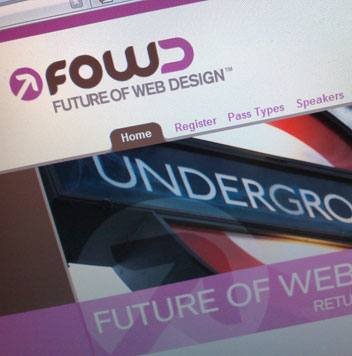 FOWD
FUTURE OF WEB DESIGN™
Home Register Pass Types Speakers
UNDERGRO
FUTURE OF WEB
RETU